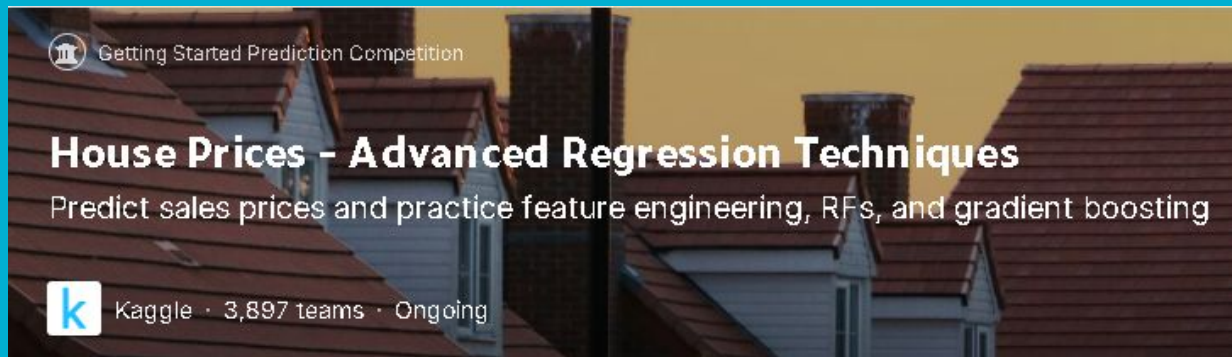 Getting Started Prediction Competition
House Prices - Advanced Regression Techniques
Predict sales prices and practice feature engineering, RFs, and gradient boosting
k
Kaggle · 3,897 teams · Ongoing